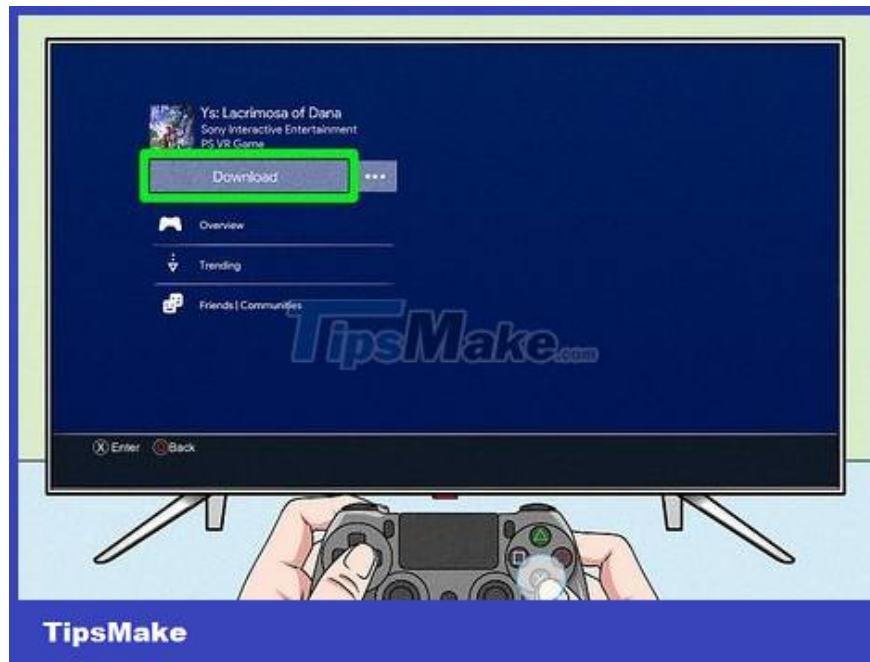 Ys: Lacrimosa of Dana
Sony Interactive Entertainment
PS VR Game
Download
Overview
Trending
Friends | Communities
TipsMake.com
Enter Back
TipsMake